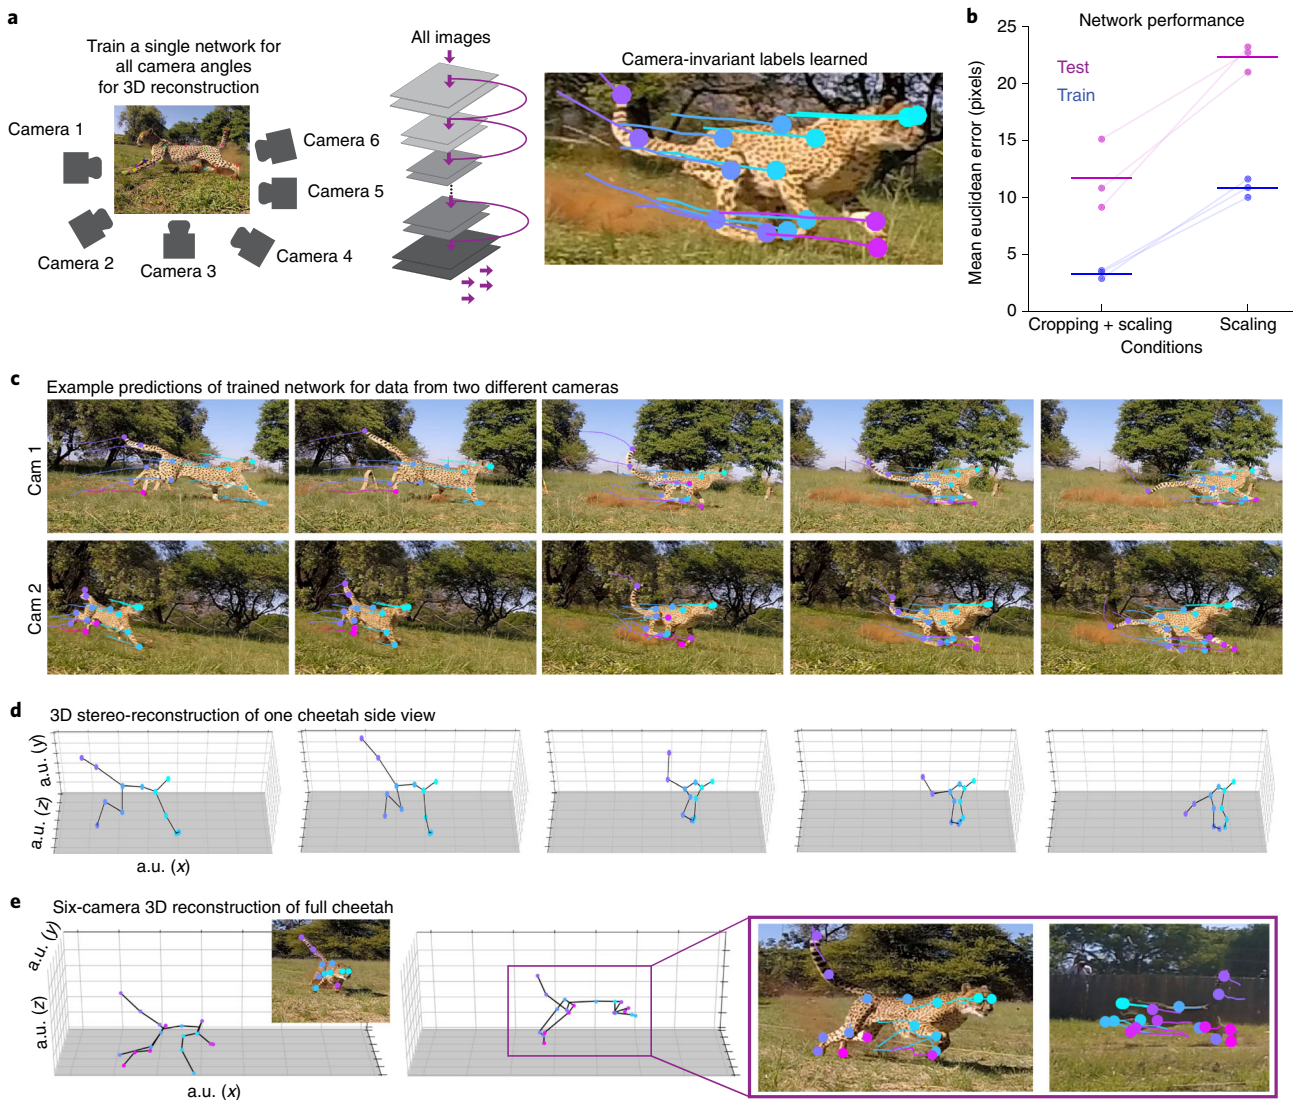 a
Train a single network for
all camera angles
for 3D reconstruction
Camera 1
Camera 2
Camera 3
Camera 4
Camera 5
Camera 6
All images
Camera-invariant labels learned
b
Network performance
Test
Train
Mean euclidean error (pixels)
25
20
15
10
5
0
Cropping + scaling
Scaling
Conditions
c
Example predictions of trained network for data from two different cameras
Cam 1
Cam 2
d
3D stereo-reconstruction of one cheetah side view
a.u. (y)
a.u. (z)
a.u. (x)
e
Six-camera 3D reconstruction of full cheetah
a.u. (y)
a.u. (z)
a.u. (x)